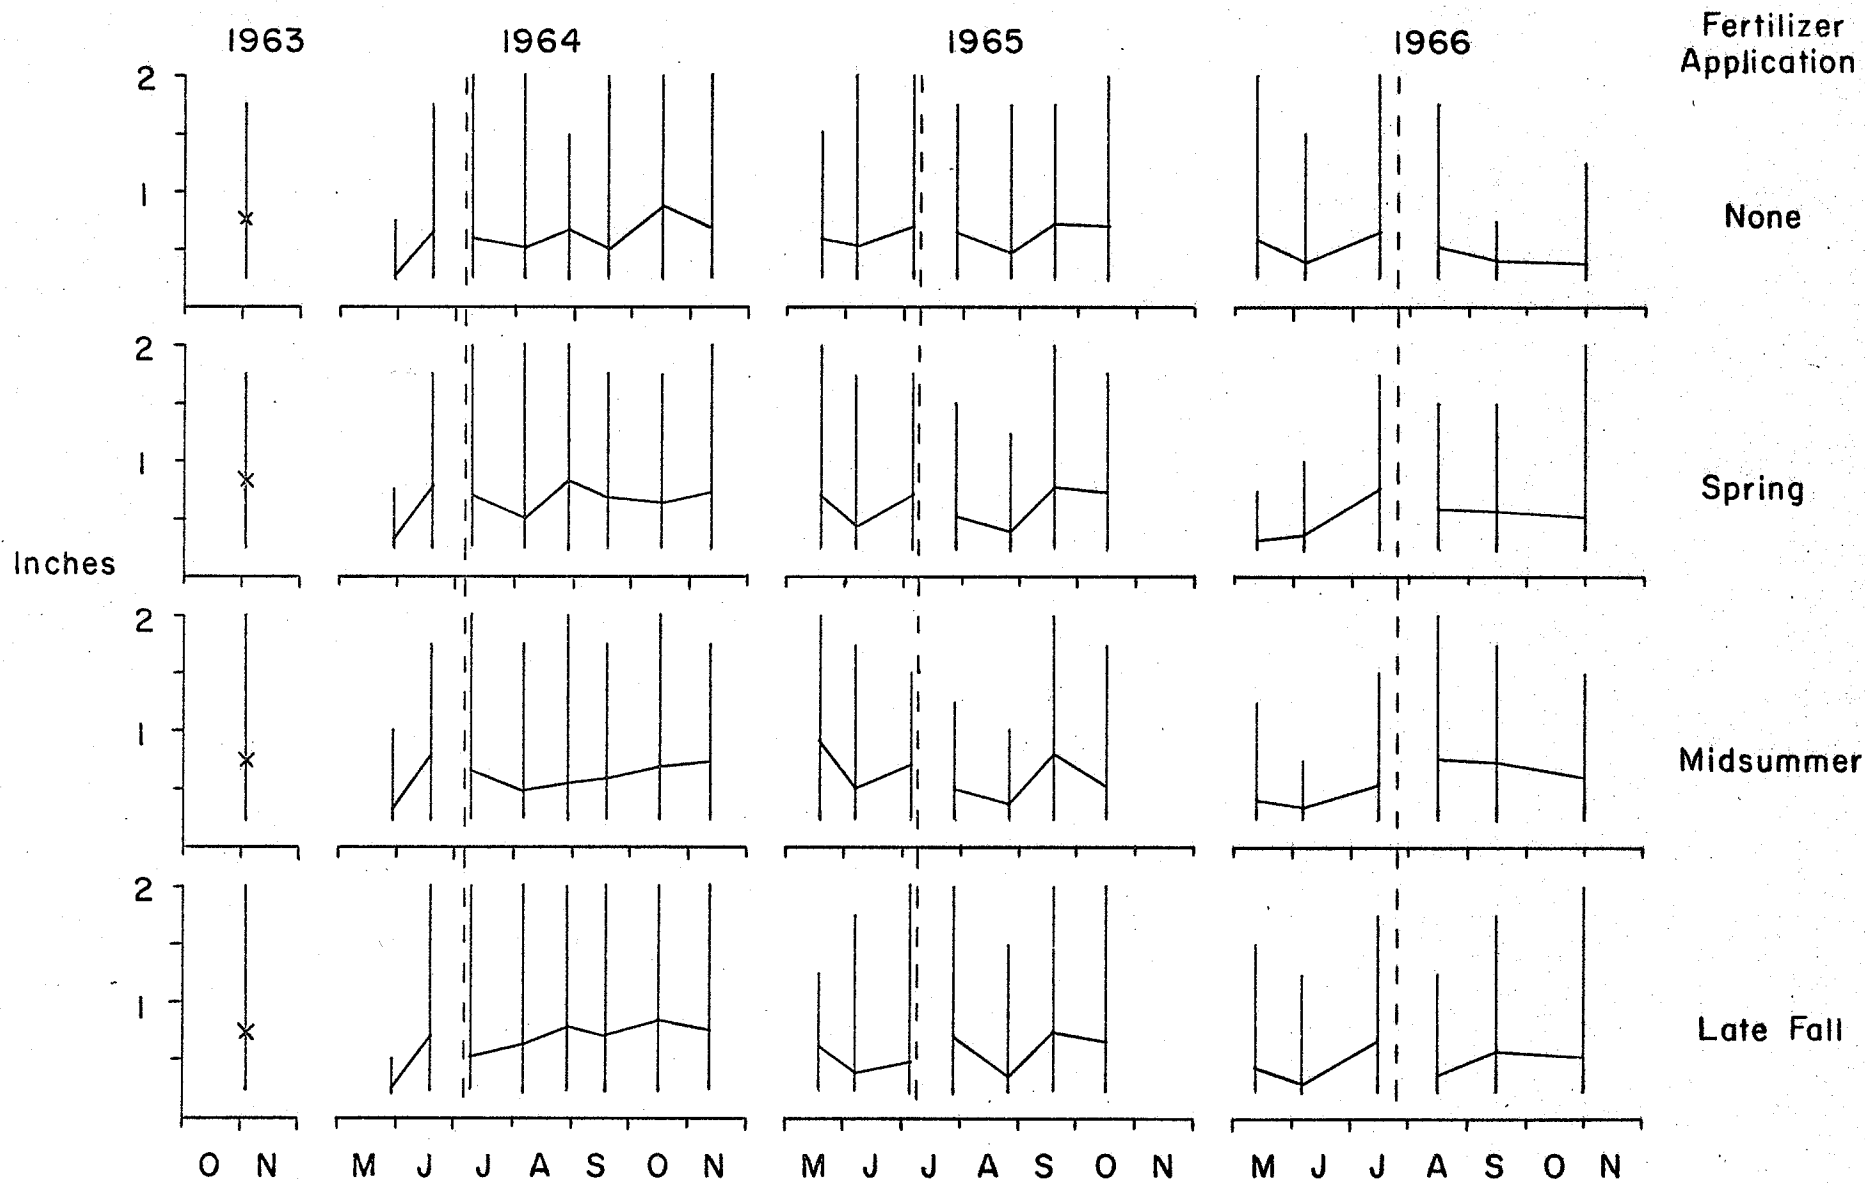 1963 1964 1965 1966 Fertilizer
Application
2
1
None
2
1
Spring
Inches
2
1
Midsummer
2
1
Late Fall
O N M J J A S O N M J J A S O N M J J A S O N